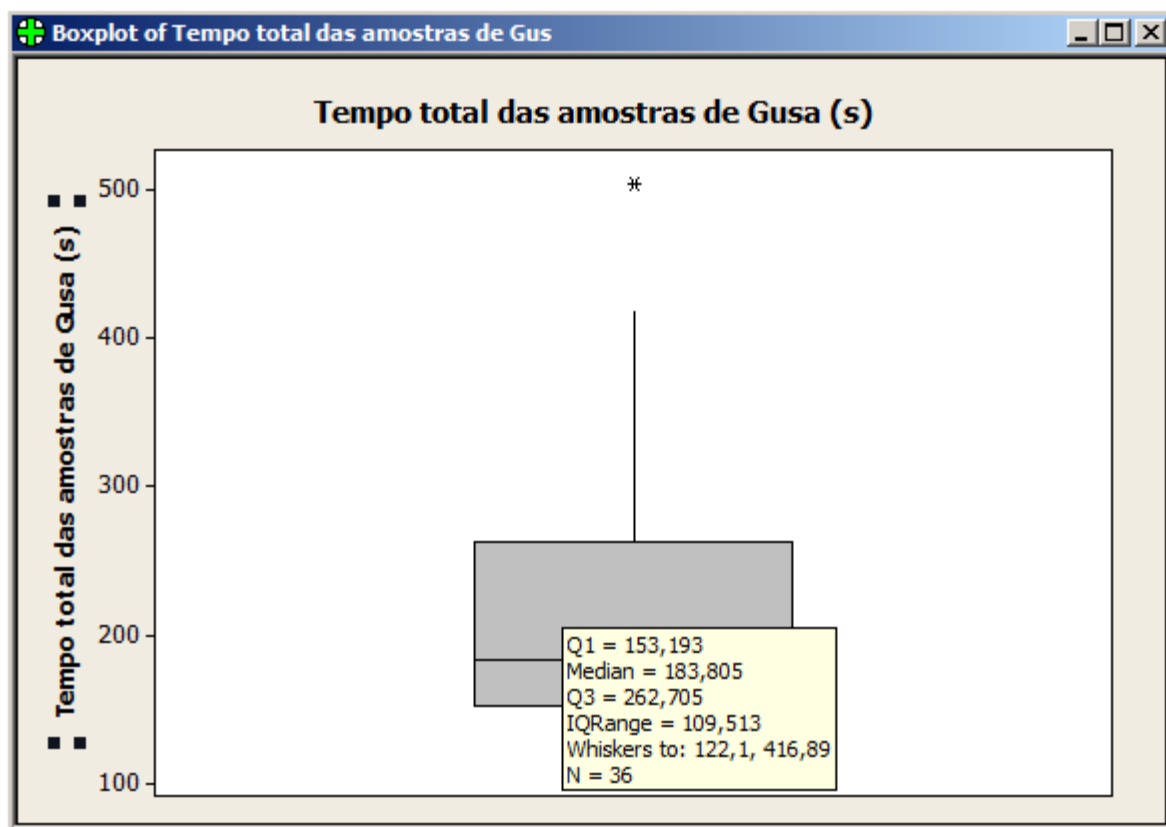 Boxplot of Tempo total das amostras de Gus
Tempo total das amostras de Gusa (s)
Tempo total das amostras de Gusa (s)
500
400
300
200
100
Q1 = 153,193
Median = 183,805
Q3 = 262,705
IQRange = 109,513
Whiskers to: 122,1, 416,89
N = 36